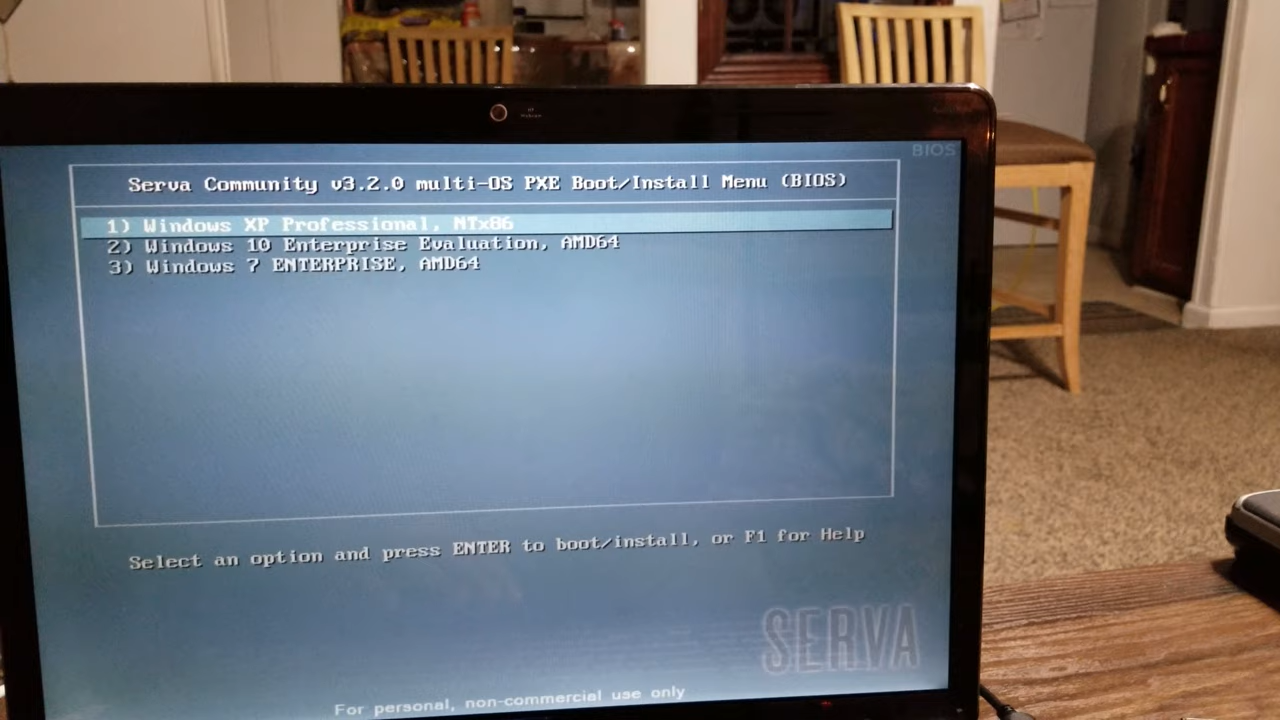 HP
Webcam
BIOS
Serva Community v3.2.0 multi-OS PXE Boot/Install Menu (BIOS)
1) Windows XP Professional, NTx86
2) Windows 10 Enterprise Evaluation, AMD64
3) Windows 7 ENTERPRISE, AMD64
Select an option and press ENTER to boot/install, or F1 for Help
SERVA
For personal, non-commercial use only